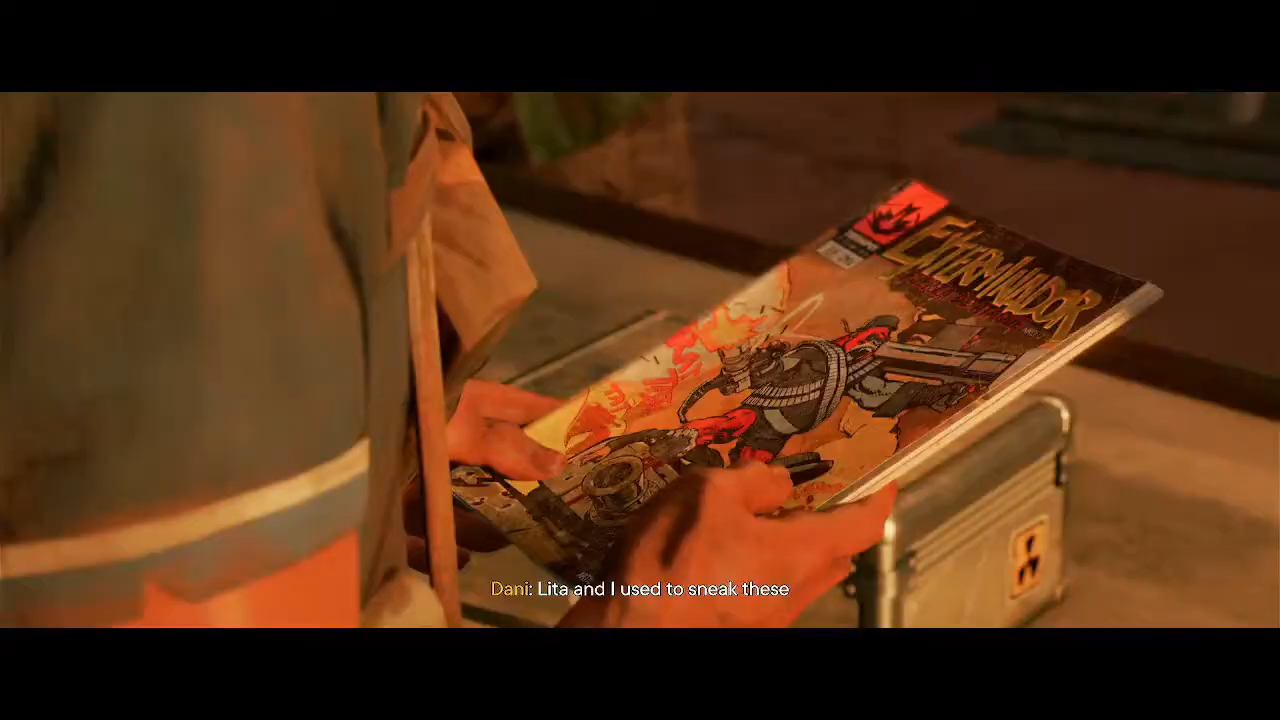 EXTERMINADOR
Dani: Lita and I used to sneak these